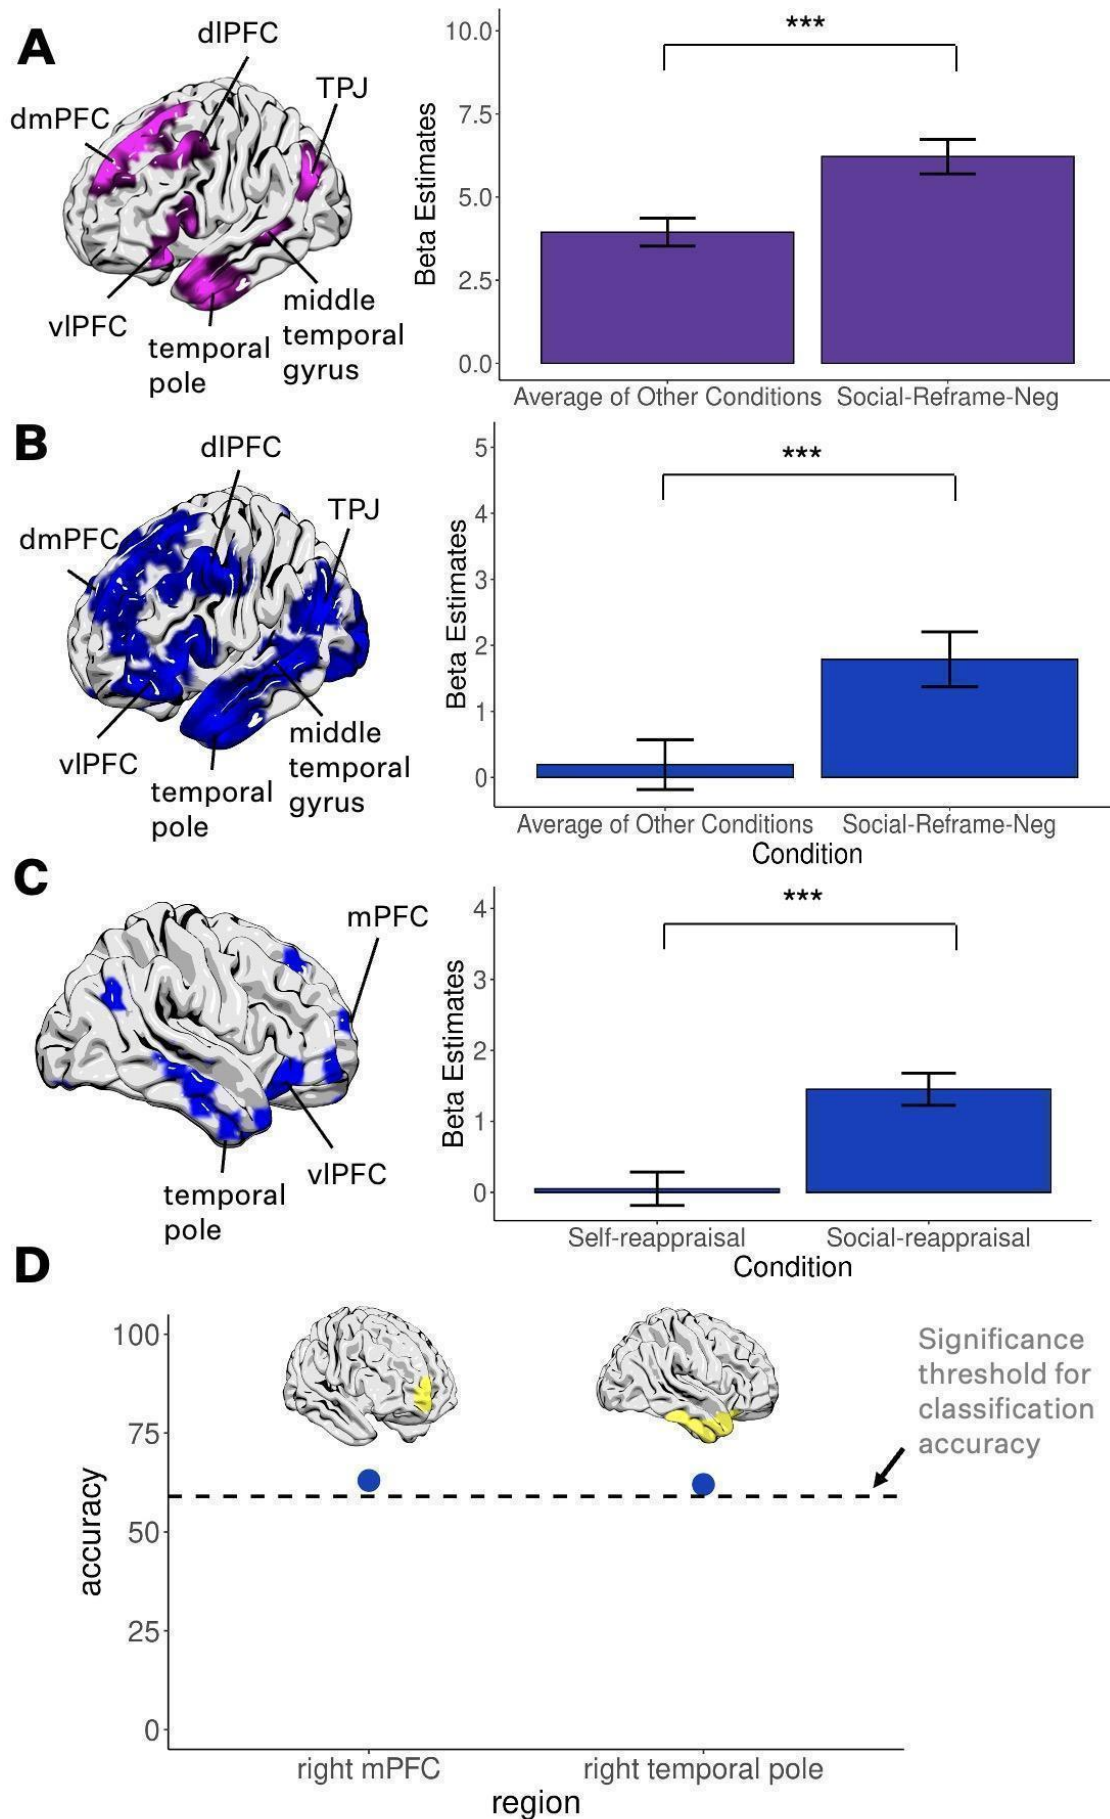 A
dlPFC
dmPFC
TPJ
vlPFC
temporal
pole
middle
temporal
gyrus
Beta Estimates
10.0
7.5
5.0
2.5
0.0
***
Average of Other Conditions
Social-Reframe-Neg
B
dlPFC
dmPFC
TPJ
vlPFC
temporal
pole
middle
temporal
gyrus
Beta Estimates
5
4
3
2
1
0
***
Average of Other Conditions
Social-Reframe-Neg
Condition
C
mPFC
vlPFC
temporal
pole
Beta Estimates
4
3
2
1
0
***
Self-reappraisal
Social-reappraisal
Condition
D
accuracy
100
75
50
25
0
Significance
threshold for
classification
accuracy
right mPFC
right temporal pole
region